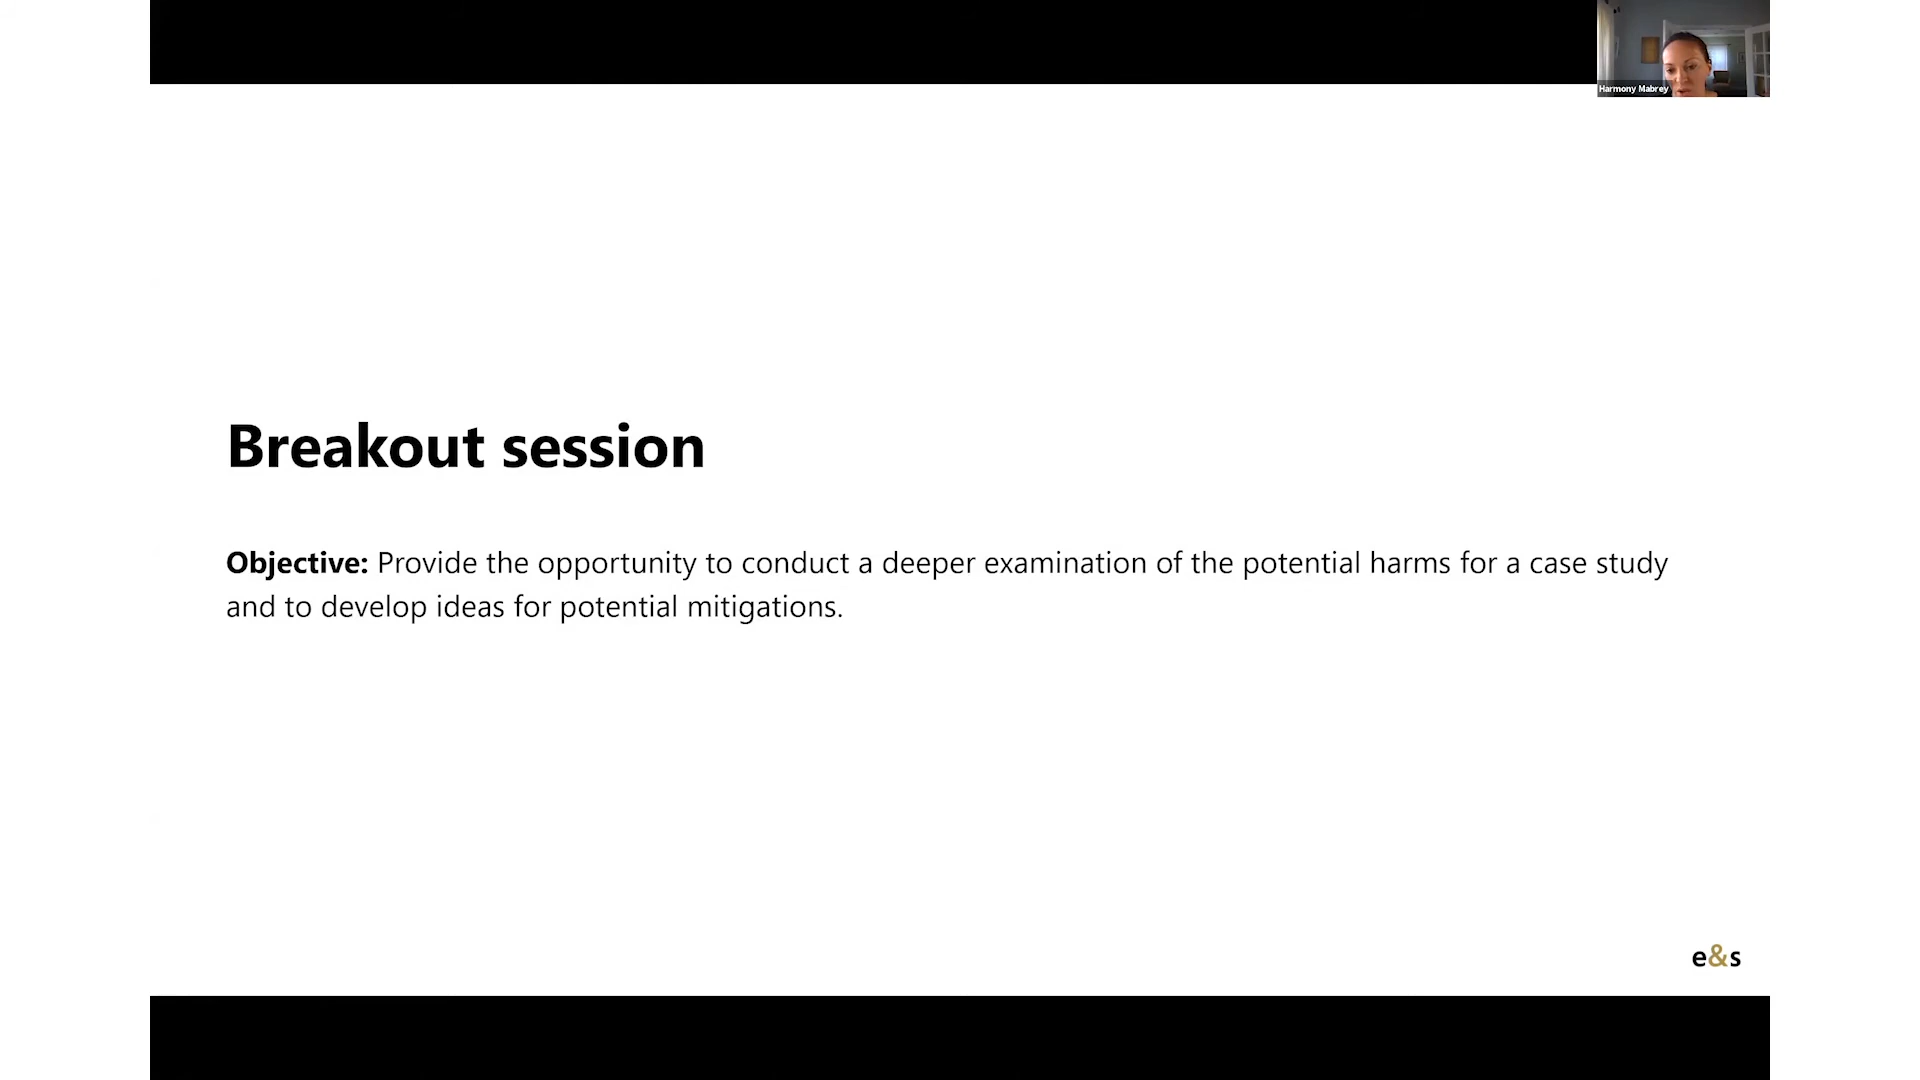 Harmony Mabrey
Breakout session
Objective: Provide the opportunity to conduct a deeper examination of the potential harms for a case study
and to develop ideas for potential mitigations.
e&s